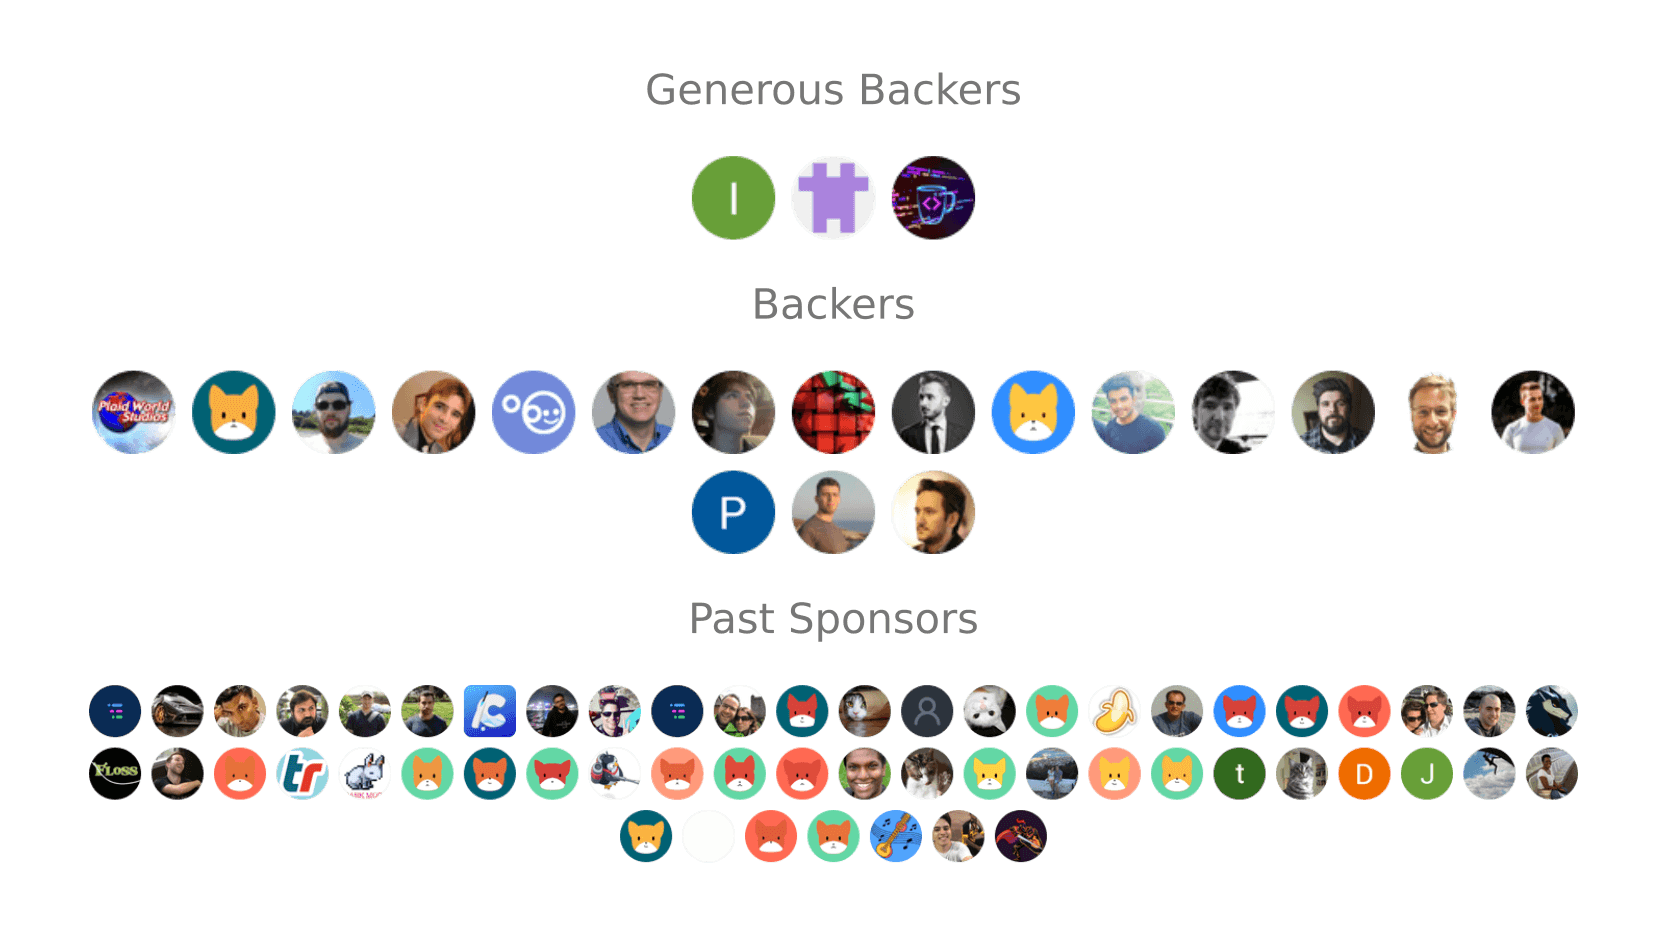 Generous Backers
I
Backers
Plaid World
Studios
P
Past Sponsors
FLOSS
tr
t
D
J